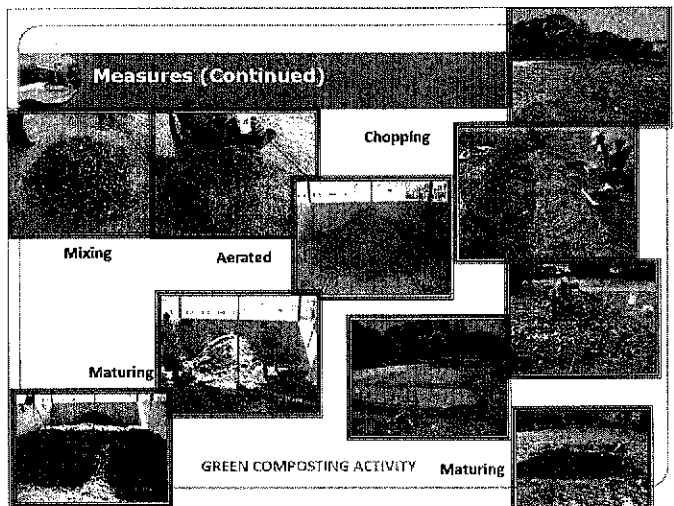 Measures (Continued)
Chopping
Mixing
Aerated
Maturing
GREEN COMPOSTING ACTIVITY
Maturing